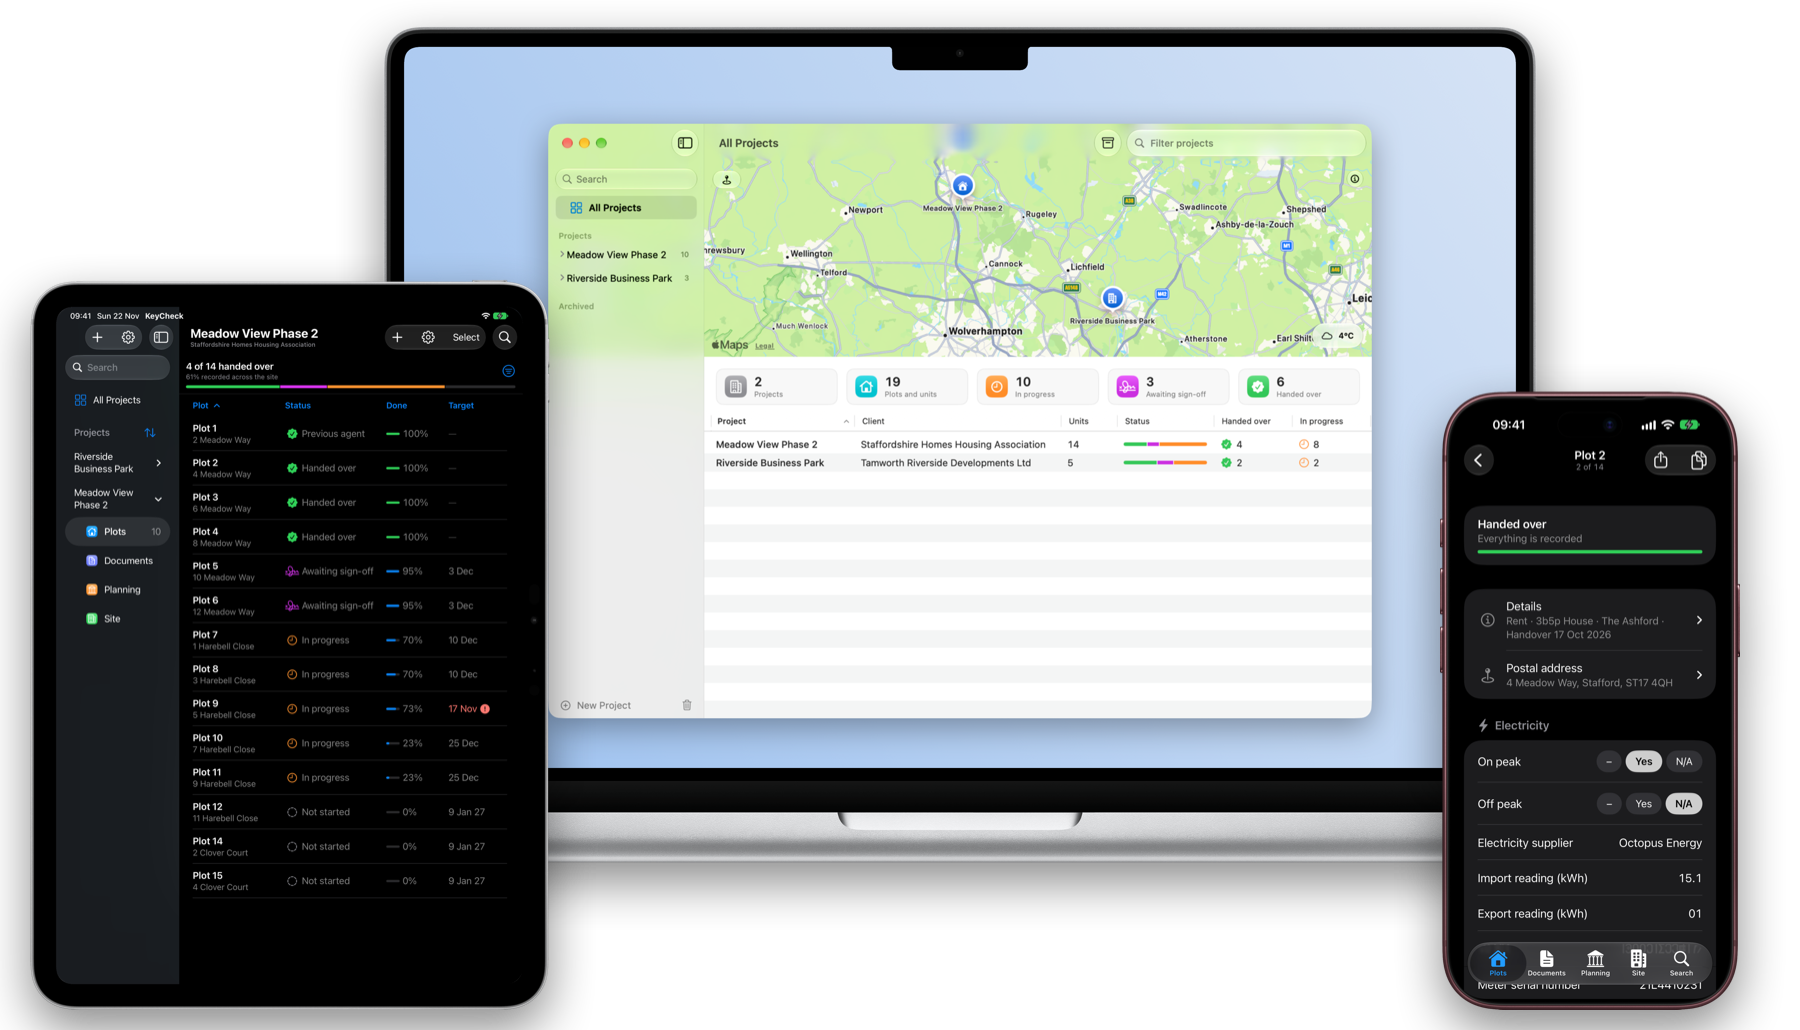 All Projects
Filter projects
Search
All Projects
Projects
Meadow View Phase 2 10
Riverside Business Park 3
Archived
New Project
Meadow View Phase 2
Newport
Rugeley
Swadlincote
Shepshed
Ashby-de-la-Zouch
Wellington
Telford
Cannock
Lichfield
M1
M42
Riverside Business Park
Much Wenlock
Wolverhampton
Atherstone
Maps
Legal
4°C
2
Projects
19
Plots and units
10
In progress
3
Awaiting sign-off
6
Handed over
Project Client Units Status Handed over In progress
Meadow View Phase 2 Staffordshire Homes Housing Association 14 4 8
Riverside Business Park Tamworth Riverside Developments Ltd 5 2 2
09:41 Sun 22 Nov KeyCheck
Search
All Projects
Projects
Riverside
Business Park
Meadow View
Phase 2
Plots 10
Documents
Planning
Site
Meadow View Phase 2
Staffordshire Homes Housing Association
Select
4 of 14 handed over
61% recorded across the site
Plot Status Done Target
Plot 1
2 Meadow Way
Previous agent 100% —
Plot 2
4 Meadow Way
Handed over 100% —
Plot 3
6 Meadow Way
Handed over 100% —
Plot 4
8 Meadow Way
Handed over 100% —
Plot 5
10 Meadow Way
Awaiting sign-off 95% 3 Dec
Plot 6
12 Meadow Way
Awaiting sign-off 95% 3 Dec
Plot 7
1 Harebell Close
In progress 70% 10 Dec
Plot 8
3 Harebell Close
In progress 70% 10 Dec
Plot 9
5 Harebell Close
In progress 73% 17 Nov
Plot 10
7 Harebell Close
In progress 23% 25 Dec
Plot 11
9 Harebell Close
In progress 23% 25 Dec
Plot 12
11 Harebell Close
Not started 0% 9 Jan 27
Plot 14
2 Clover Court
Not started 0% 9 Jan 27
Plot 15
4 Clover Court
Not started 0% 9 Jan 27
09:41
Plot 2
2 of 14
Handed over
Everything is recorded
Details
Rent · 3b5p House · The Ashford ·
Handover 17 Oct 2026
Postal address
4 Meadow Way, Stafford, ST17 4QH
Electricity
On peak – Yes N/A
Off peak – Yes N/A
Electricity supplier Octopus Energy
Import reading (kWh) 15.1
Export reading (kWh) 01
Plots Documents Planning Site Search
Meter serial number 21E4410231